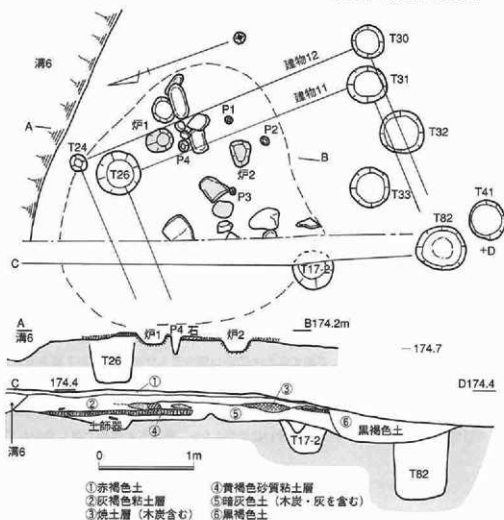 溝6
A
T24
炉1
T26
P4
P1
P2
炉2
P3
建物12
建物11
B
T30
T31
T32
T33
T41
T82
+D
C
T17-2
A
溝6
炉1
P4
石
炉2
B174.2m
T26
174.7
C
174.4
①
③
D174.4
②
土師器
④
⑤
⑥
黒褐色土
溝6
T17-2
T82
0 1m
①赤褐色土 ④黄褐色砂質粘土層
②灰褐色粘土層 ⑤暗灰色土(木炭・灰を含む)
③焼土層(木炭含む) ⑥黒褐色土